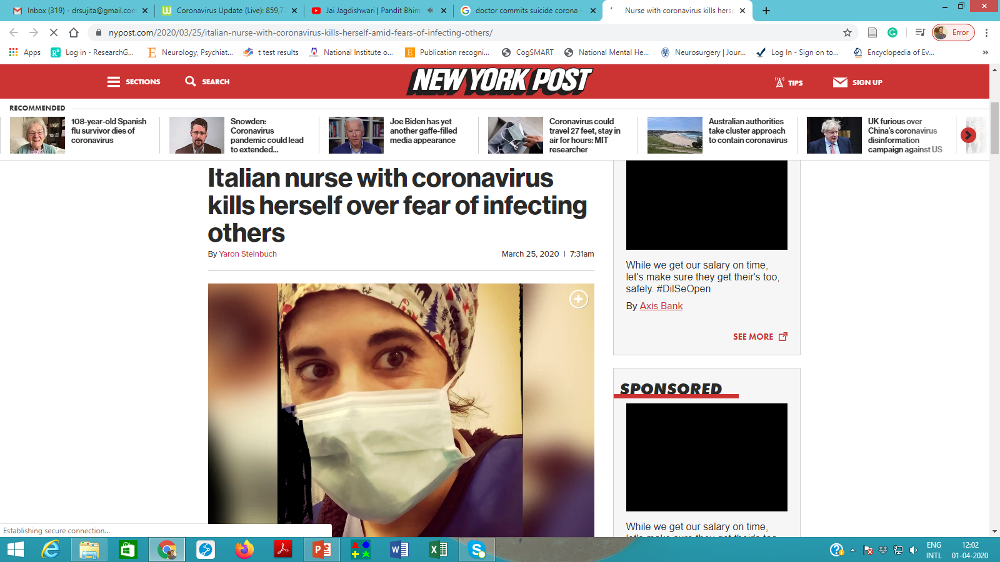 Inbox (319) - drsujita@gmail.com
Coronavirus Update (Live): 859,7
Jai Jagdishwari | Pandit Bhim
doctor commits suicide corona -
Nurse with coronavirus kills herse
nypost.com/2020/03/25/italian-nurse-with-coronavirus-kills-herself-amid-fears-of-infecting-others/
Error
Apps
Log in - ResearchG...
Neurology, Psychiat...
t test results
National Institute o...
Publication recogni...
CogSMART
National Mental He...
Neurosurgery | Jour...
Log In - Sign on to...
Encyclopedia of Ev...
»
SECTIONS
SEARCH
NEW YORK POST
TIPS
SIGN UP
RECOMMENDED
108-year-old Spanish
flu survivor dies of
coronavirus
Snowden:
Coronavirus
pandemic could lead
to extended...
Joe Biden has yet
another gaffe-filled
media appearance
Coronavirus could
travel 27 feet, stay in
air for hours: MIT
researcher
Australian authorities
take cluster approach
to contain coronavirus
UK furious over
China's coronavirus
disinformation
campaign against US
Italian nurse with coronavirus
kills herself over fear of infecting
others
By Yaron Steinbuch
March 25, 2020 | 7:31am
While we get our salary on time,
let's make sure they get their's too,
safely. #DilSeOpen
By Axis Bank
SEE MORE
SPONSORED
While we get our salary on time,
let's make sure they get their's too
Establishing secure connection...
ENG
INTL
12:02
01-04-2020